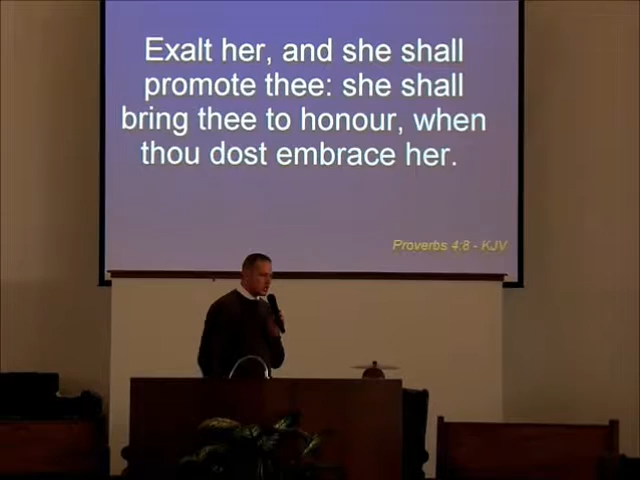 Exalt her, and she shall
promote thee: she shall
bring thee to honour, when
thou dost embrace her.
Proverbs 4:8 - KJV